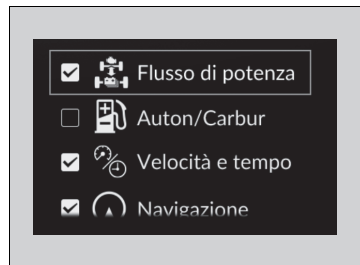 Flusso di potenza
Auton/Carbur
Velocità e tempo
Navigazione